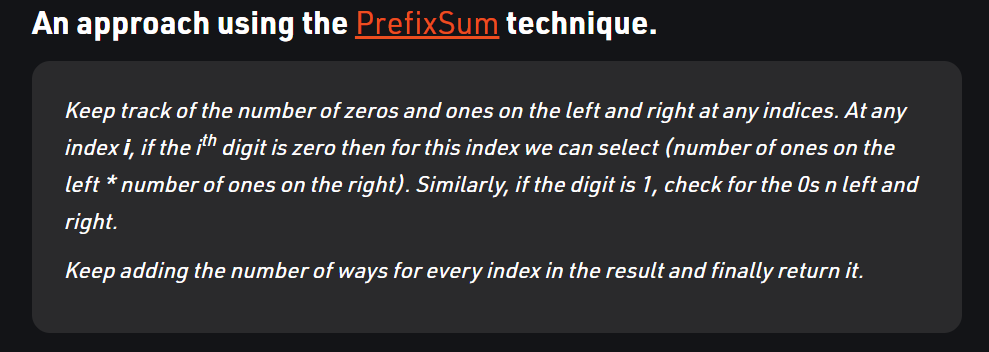 An approach using the PrefixSum technique.
Keep track of the number of zeros and ones on the left and right at any indices. At any
index i, if the ith digit is zero then for this index we can select (number of ones on the
left * number of ones on the right). Similarly, if the digit is 1, check for the 0s n left and
right.
Keep adding the number of ways for every index in the result and finally return it.